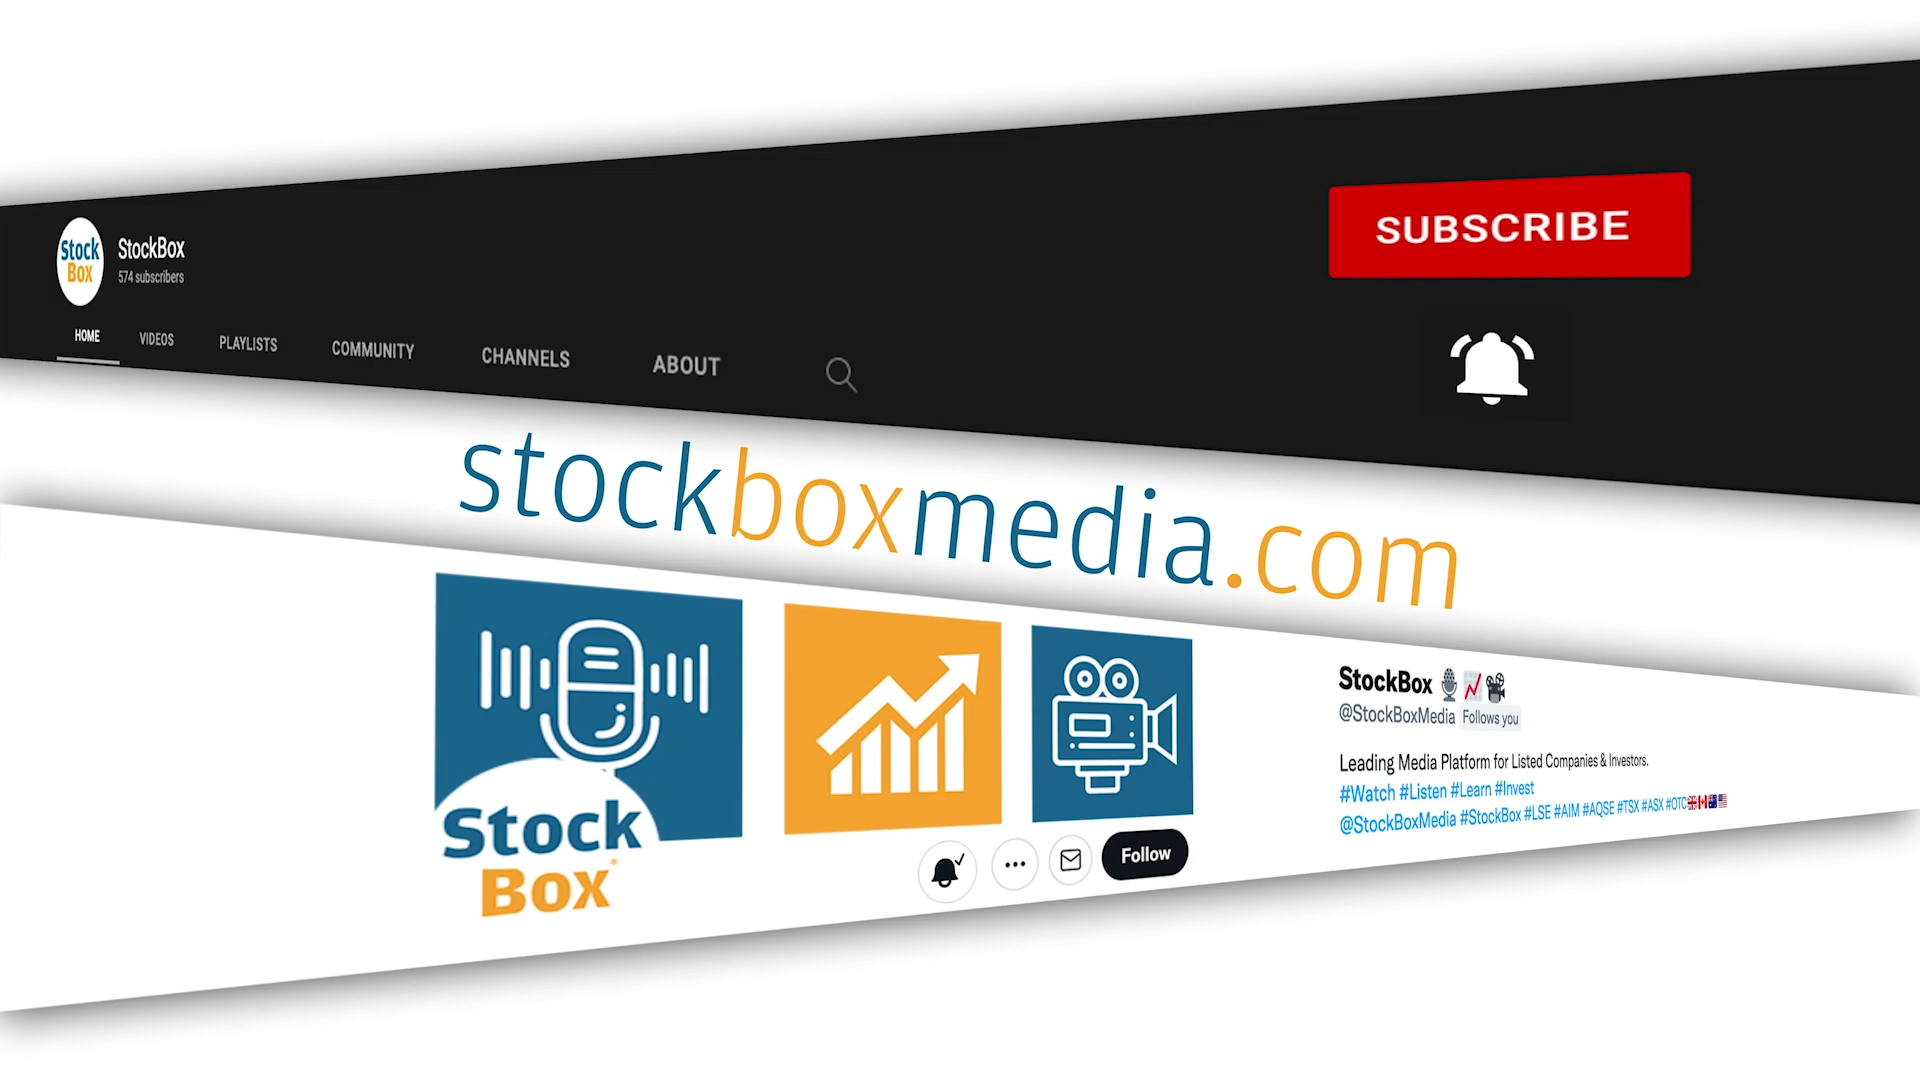 Stock
Box
StockBox
574 subscribers
SUBSCRIBE
HOME VIDEOS PLAYLISTS COMMUNITY CHANNELS ABOUT
stockboxmedia.com
Stock
Box
Follow
StockBox
@StockBoxMedia Follows you
Leading Media Platform for Listed Companies & Investors.
#Watch #Listen #Learn #Invest
@StockBoxMedia #StockBox #LSE #AIM #AQSE #TSX #ASX #OTC